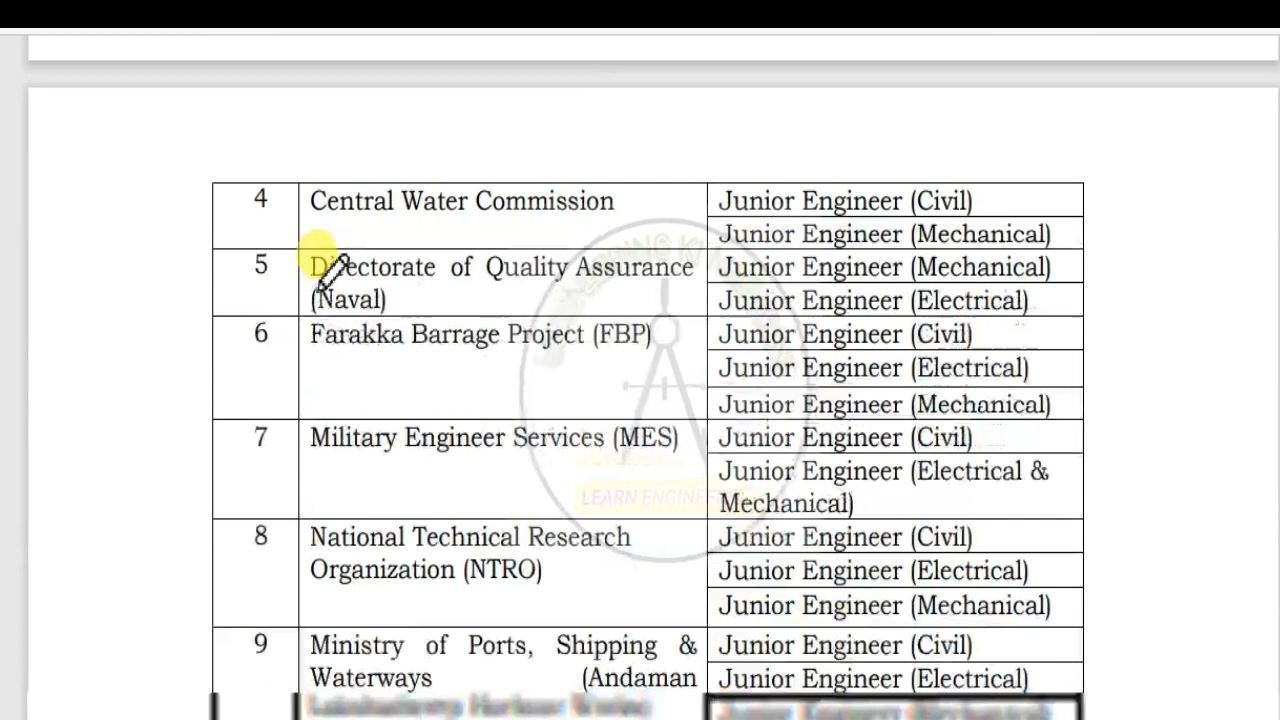 4 Central Water Commission Junior Engineer (Civil)
Junior Engineer (Mechanical)
5 Directorate of Quality Assurance Junior Engineer (Mechanical)
(Naval) Junior Engineer (Electrical)
6 Farakka Barrage Project (FBP) Junior Engineer (Civil)
Junior Engineer (Electrical)
Junior Engineer (Mechanical)
7 Military Engineer Services (MES) Junior Engineer (Civil)
Junior Engineer (Electrical &
Mechanical)
LEARN
8 National Technical Research Junior Engineer (Civil)
Organization (NTRO) Junior Engineer (Electrical)
Junior Engineer (Mechanical)
9 Ministry of Ports, Shipping & Junior Engineer (Civil)
Waterways (Andaman Junior Engineer (Electrical)